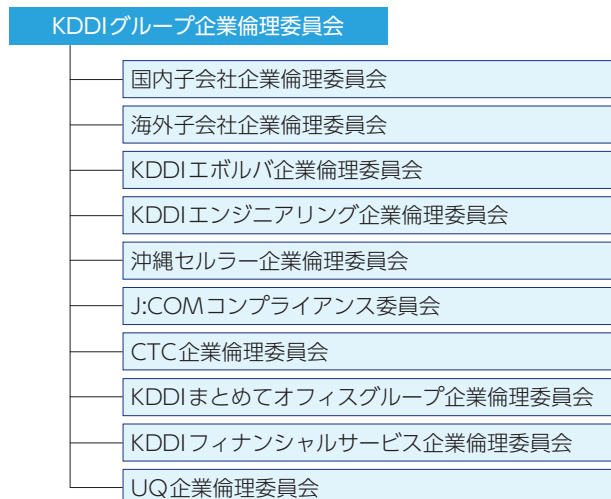 KDDIグループ企業倫理委員会
国内子会社企業倫理委員会
海外子会社企業倫理委員会
KDDIエボルバ企業倫理委員会
KDDIエンジニアリング企業倫理委員会
沖縄セルラー企業倫理委員会
J:COMコンプライアンス委員会
CTC企業倫理委員会
KDDIまとめてオフィスグループ企業倫理委員会
KDDIフィナンシャルサービス企業倫理委員会
UQ企業倫理委員会